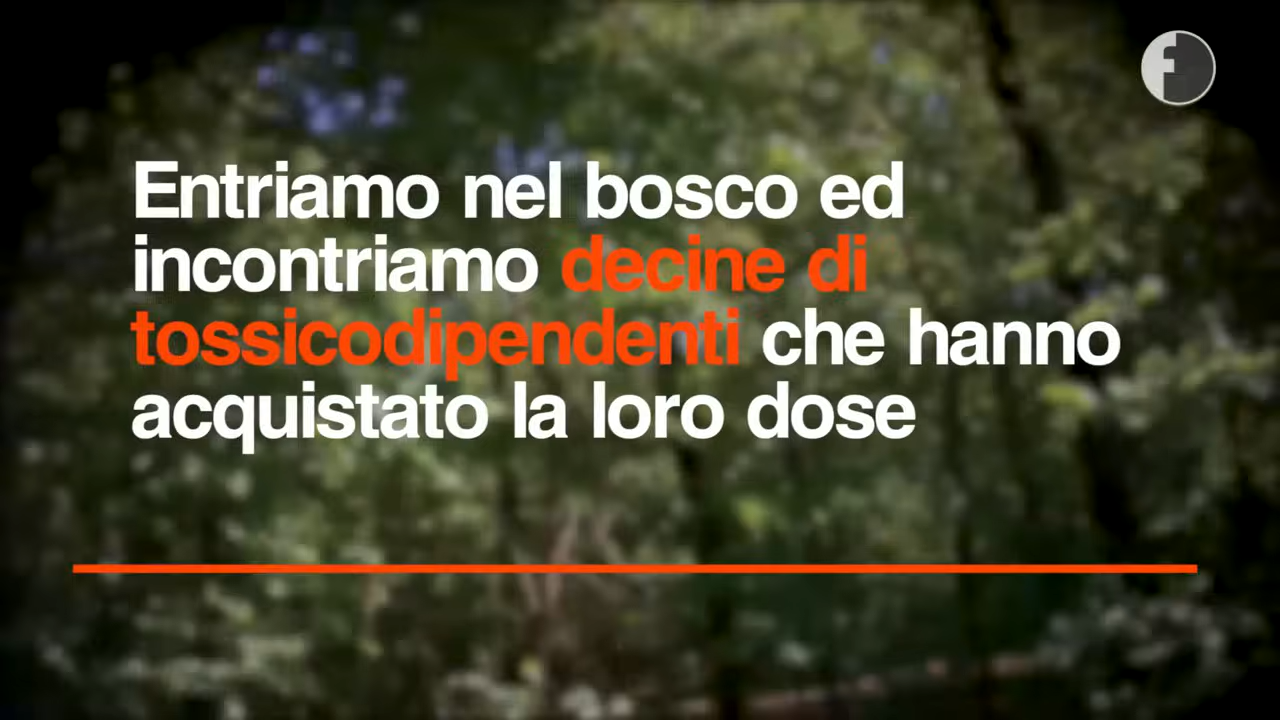 Entriamo nel bosco ed
incontriamo decine di
tossicodipendenti che hanno
acquistato la loro dose